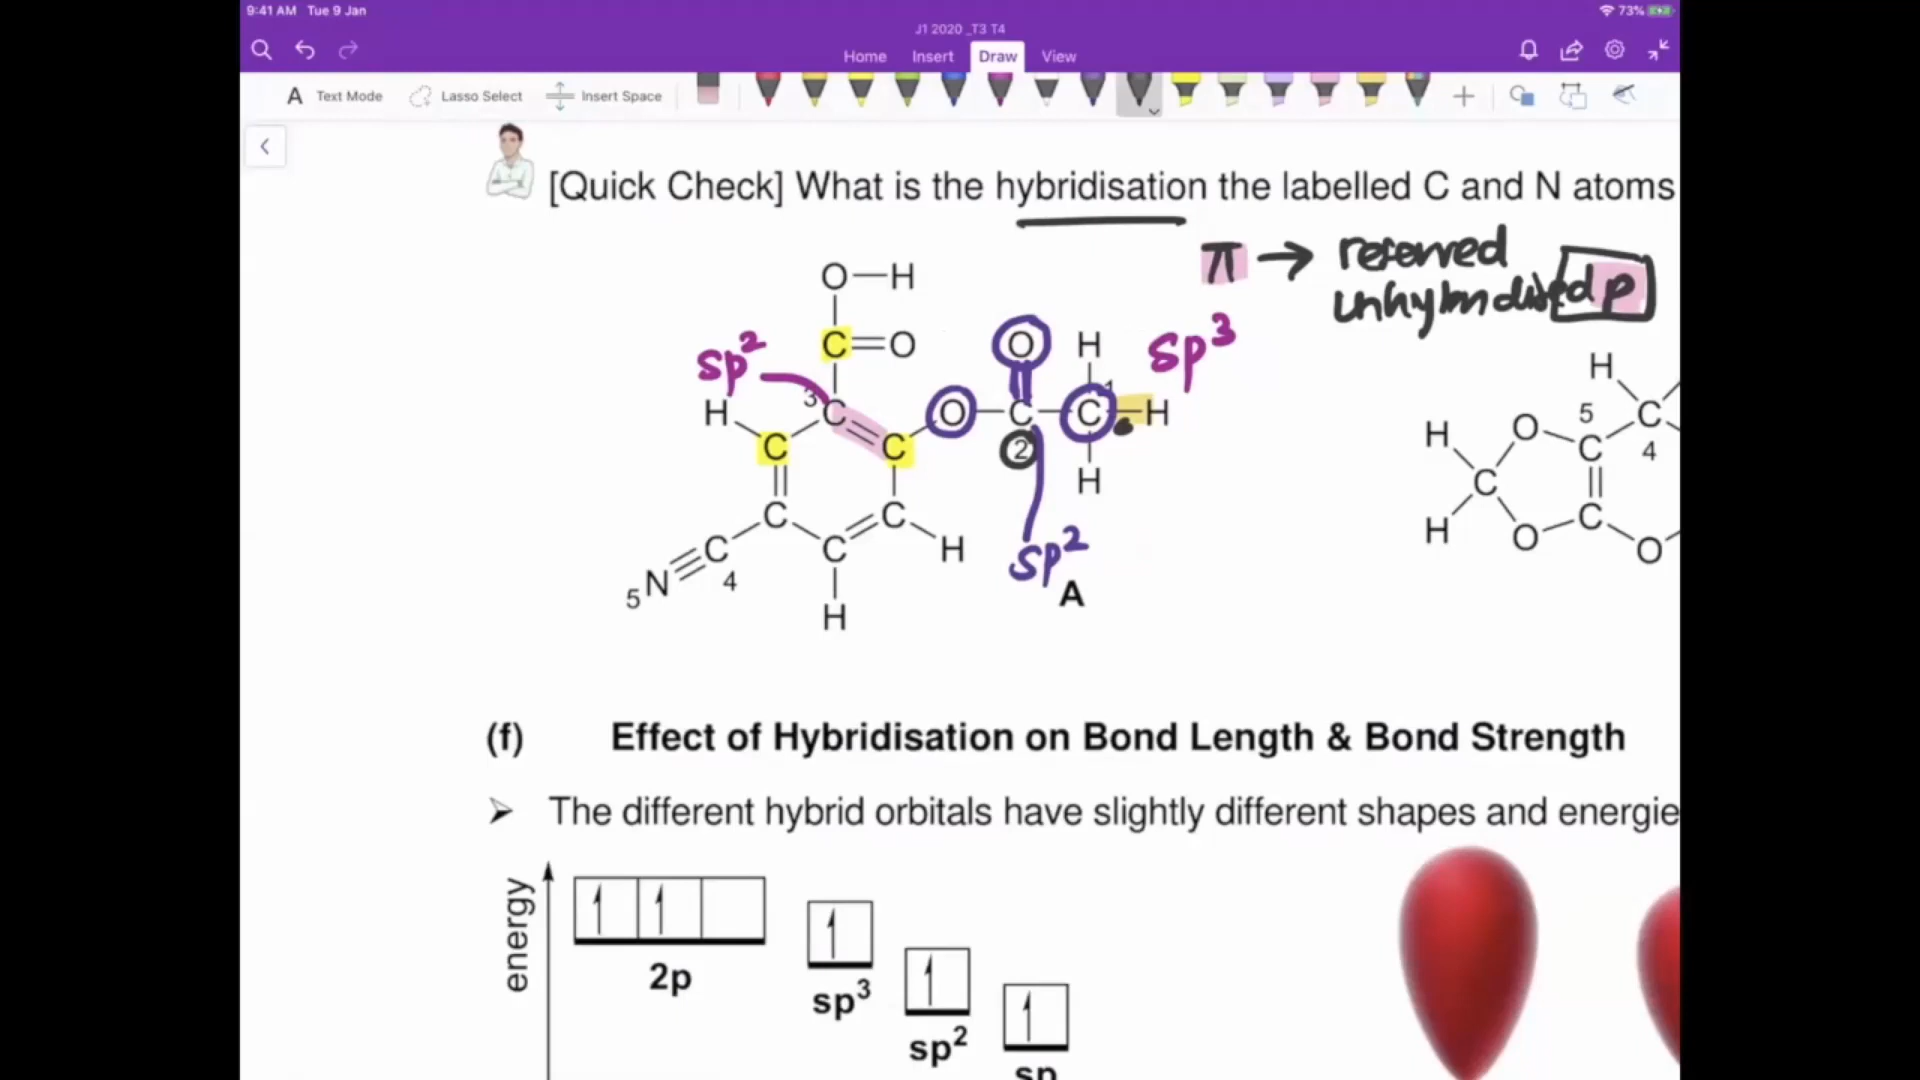 9:41 AM Tue 9 Jan
73%
J1 2020 _T3 T4
Home Insert Draw View
A Text Mode Lasso Select Insert Space
[Quick Check] What is the hybridisation the labelled C and N atoms
π → reserved
unhybridised p
O—H
C=O
sp²
O H
sp³
3
1
H C C O C C H
C C
2
H
C C
H
sp²
N≡C
4
5
C
H
A
H
5
C
4
O
H
C
C
H
O
C
O
(f) Effect of Hybridisation on Bond Length & Bond Strength
➢ The different hybrid orbitals have slightly different shapes and energie
energy
2p
sp³
sp²
sp